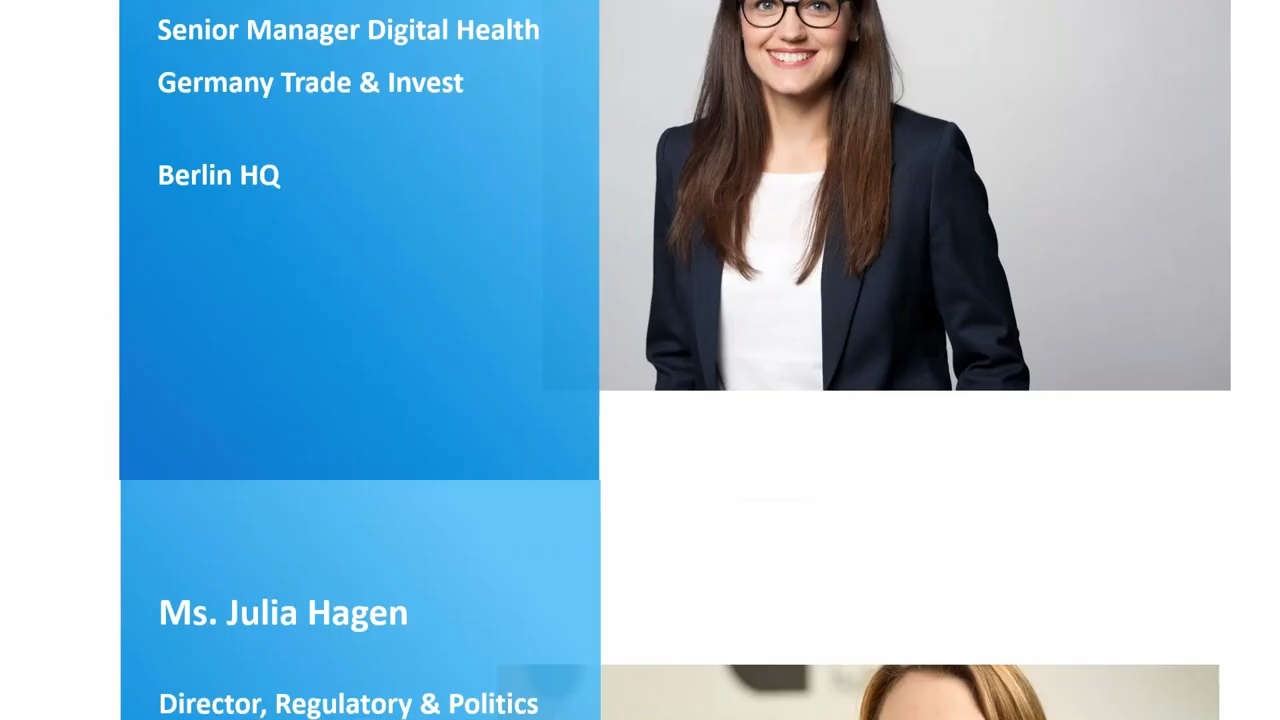 Senior Manager Digital Health
Germany Trade & Invest
Berlin HQ
Ms. Julia Hagen
Director, Regulatory & Politics